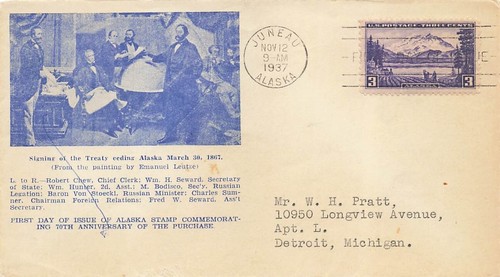 Signing of the Treaty ceding Alaska March 30, 1867.
(From the painting by Emanuel Leutze)
L. to R.—Robert Chew, Chief Clerk; Wm. H. Seward, Secretary
of State; Wm. Hunter, 2d. Asst.; M. Bodisco, Sec'y. Russian
Legation; Baron Von Stoeckl, Russian Minister; Charles Sum-
ner, Chairman Foreign Relations; Fred W. Seward, Ass't
Secretary.
FIRST DAY OF ISSUE OF ALASKA STAMP COMMEMORAT-
ING 70TH ANNIVERSARY OF THE PURCHASE
JUNEAU
NOV 12
9-AM
1937
ALASKA
U.S. POSTAGE THREE CENTS
3 ALASKA 3
Mr. W. H. Pratt,
10950 Longview Avenue,
Apt. L.
Detroit, Michigan.